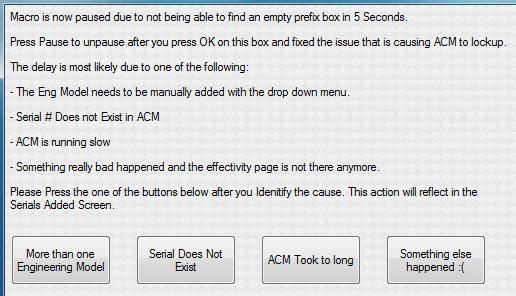 Macro is now paused due to not being able to find an empty prefix box in 5 Seconds.
Press Pause to unpause after you press OK on this box and fixed the issue that is causing ACM to lockup.
The delay is most likely due to one of the following:
- The Eng Model needs to be manually added with the drop down menu.
- Serial # Does not Exist in ACM
- ACM is running slow
- Something really bad happened and the effectivity page is not there anymore.
Please Press the one of the buttons below after you Idenitify the cause. This action will reflect in the
Serials Added Screen.
More than one
Engineering Model
Serial Does Not
Exist
ACM Took to long
Something else
happened :(